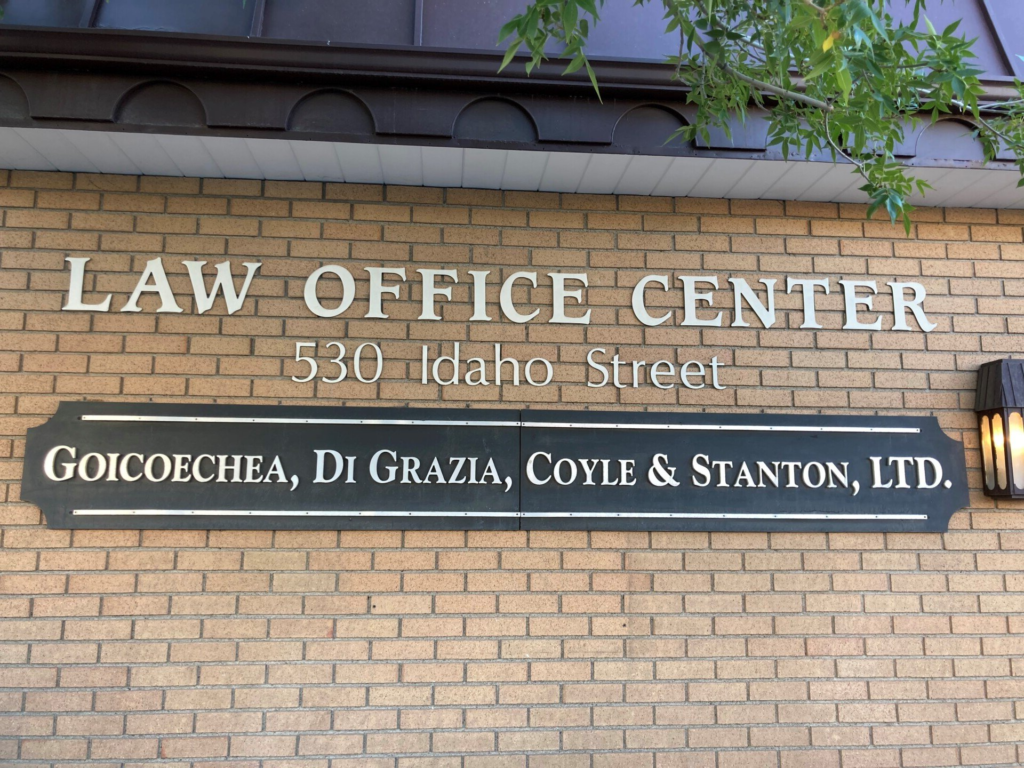 LAW OFFICE CENTER
530 Idaho Street
GOICOECHEA, DI GRAZIA, COYLE & STANTON, LTD.